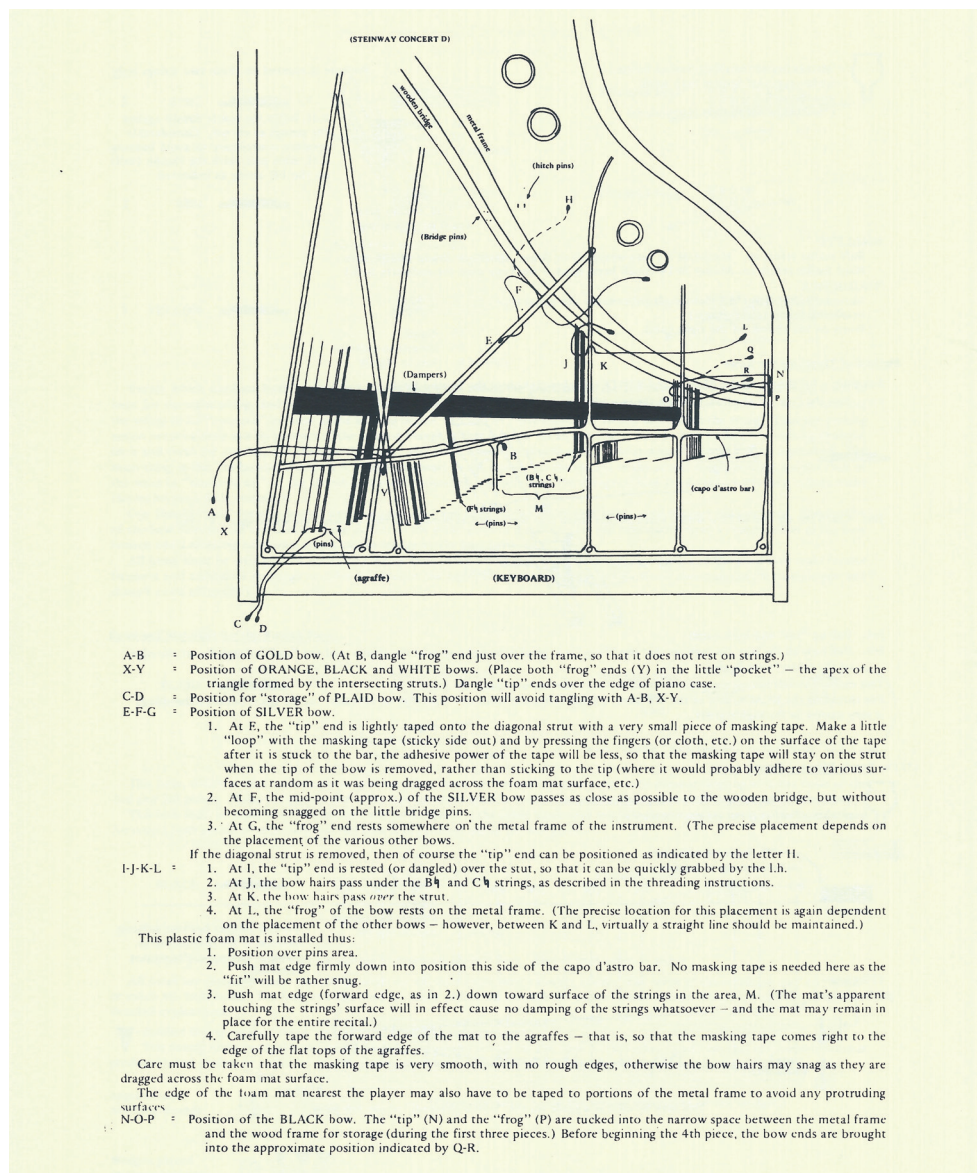 (STEINWAY CONCERT D)
wooden bridge
metal frame
(hitch pins)
H
(Bridge pins)
F
E
L
J
K
Q
N
R
O
P
(Dampers)
B
(B♮, C♮,
strings)
(capo d'astro bar)
A
Y
(F♮ strings)
M
X
←(pins)→
←(pins)→
(pins)
(agraffe)
(KEYBOARD)
C
D
A-B = Position of GOLD bow. (At B, dangle “frog” end just over the frame, so that it does not rest on strings.)
X-Y = Position of ORANGE, BLACK and WHITE bows. (Place both “frog” ends (Y) in the little “pocket” — the apex of the
triangle formed by the intersecting struts.) Dangle “tip” ends over the edge of piano case.
C-D = Position for “storage” of PLAID bow. This position will avoid tangling with A-B, X-Y.
E-F-G = Position of SILVER bow.
1. At E, the “tip” end is lightly taped onto the diagonal strut with a very small piece of masking tape. Make a little
“loop” with the masking tape (sticky side out) and by pressing the fingers (or cloth, etc.) on the surface of the tape
after it is stuck to the bar, the adhesive power of the tape will be less, so that the masking tape will stay on the strut
when the tip of the bow is removed, rather than sticking to the tip (where it would probably adhere to various sur-
faces at random as it was being dragged across the foam mat surface, etc.)
2. At F, the mid-point (approx.) of the SILVER bow passes as close as possible to the wooden bridge, but without
becoming snagged on the little bridge pins.
3. At G, the “frog” end rests somewhere on the metal frame of the instrument. (The precise placement depends on
the placement of the various other bows.
If the diagonal strut is removed, then of course the “tip” end can be positioned as indicated by the letter H.
I-J-K-L = 1. At I, the “tip” end is rested (or dangled) over the stut, so that it can be quickly grabbed by the l.h.
2. At J, the bow hairs pass under the B♮ and C♮ strings, as described in the threading instructions.
3. At K, the bow hairs pass over the strut.
4. At L, the “frog” of the bow rests on the metal frame. (The precise location for this placement is again dependent
on the placement of the other bows — however, between K and L, virtually a straight line should be maintained.)
This plastic foam mat is installed thus:
1. Position over pins area.
2. Push mat edge firmly down into position this side of the capo d'astro bar. No masking tape is needed here as the
“fit” will be rather snug.
3. Push mat edge (forward edge, as in 2.) down toward surface of the strings in the area, M. (The mat's apparent
touching the strings' surface will in effect cause no damping of the strings whatsoever — and the mat may remain in
place for the entire recital.)
4. Carefully tape the forward edge of the mat to the agraffes — that is, so that the masking tape comes right to the
edge of the flat tops of the agraffes.
Care must be taken that the masking tape is very smooth, with no rough edges, otherwise the bow hairs may snag as they are
dragged across the foam mat surface.
The edge of the foam mat nearest the player may also have to be taped to portions of the metal frame to avoid any protruding
surfaces
N-O-P = Position of the BLACK bow. The “tip” (N) and the “frog” (P) are tucked into the narrow space between the metal frame
and the wood frame for storage (during the first three pieces.) Before beginning the 4th piece, the bow ends are brought
into the approximate position indicated by Q-R.